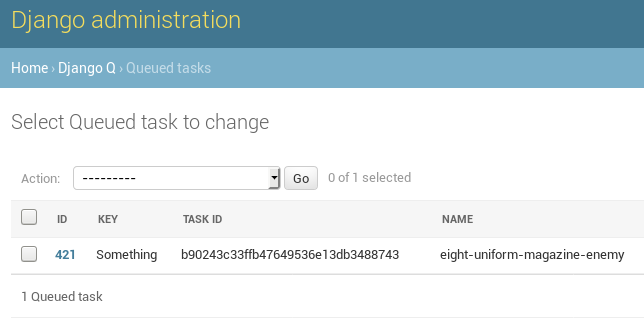 Django administration
Home › Django Q › Queued tasks
Select Queued task to change
Action: --------- Go 0 of 1 selected
ID KEY TASK ID NAME
421 Something b90243c33ffb47649536e13db3488743 eight-uniform-magazine-enemy
1 Queued task